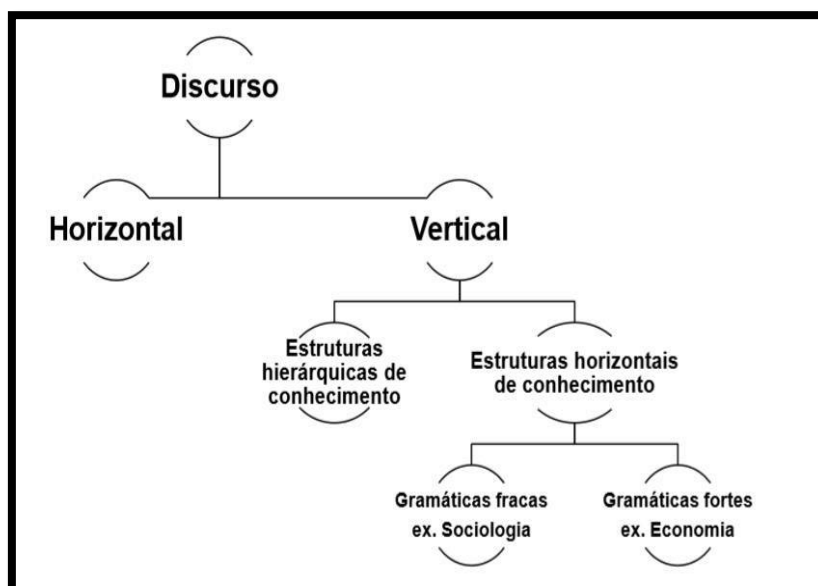 Discurso
Horizontal
Vertical
Estruturas
hierárquicas de
conhecimento
Estruturas horizontais
de conhecimento
Gramáticas fracas
ex. Sociologia
Gramáticas fortes
ex. Economia